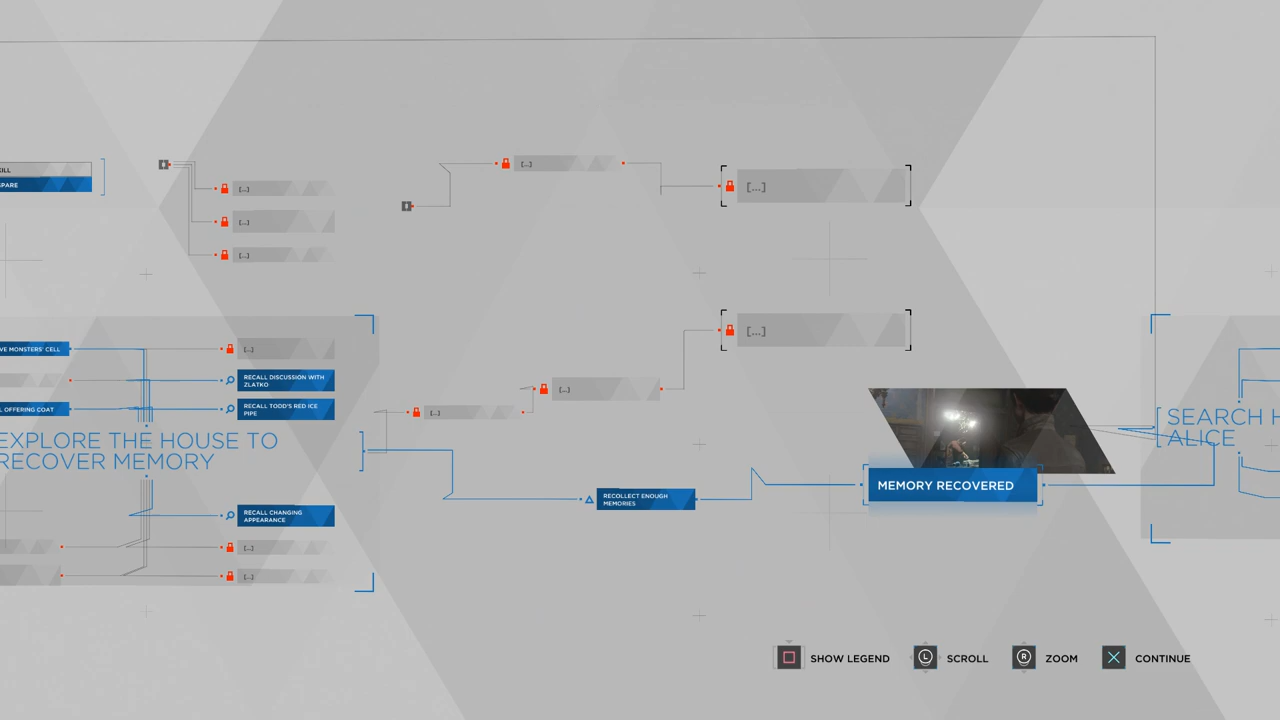 ILL
SPARE
[...]
[...]
[...]
[...]
[...]
[...]
VE MONSTERS' CELL
[...]
RECALL DISCUSSION WITH
ZLATKO
L OFFERING COAT
RECALL TODD'S RED ICE
PIPE
[...]
[...]
EXPLORE THE HOUSE TO
RECOVER MEMORY
SEARCH H
ALICE
MEMORY RECOVERED
RECOLLECT ENOUGH
MEMORIES
RECALL CHANGING
APPEARANCE
[...]
[...]
SHOW LEGEND
L
SCROLL
R
ZOOM
CONTINUE